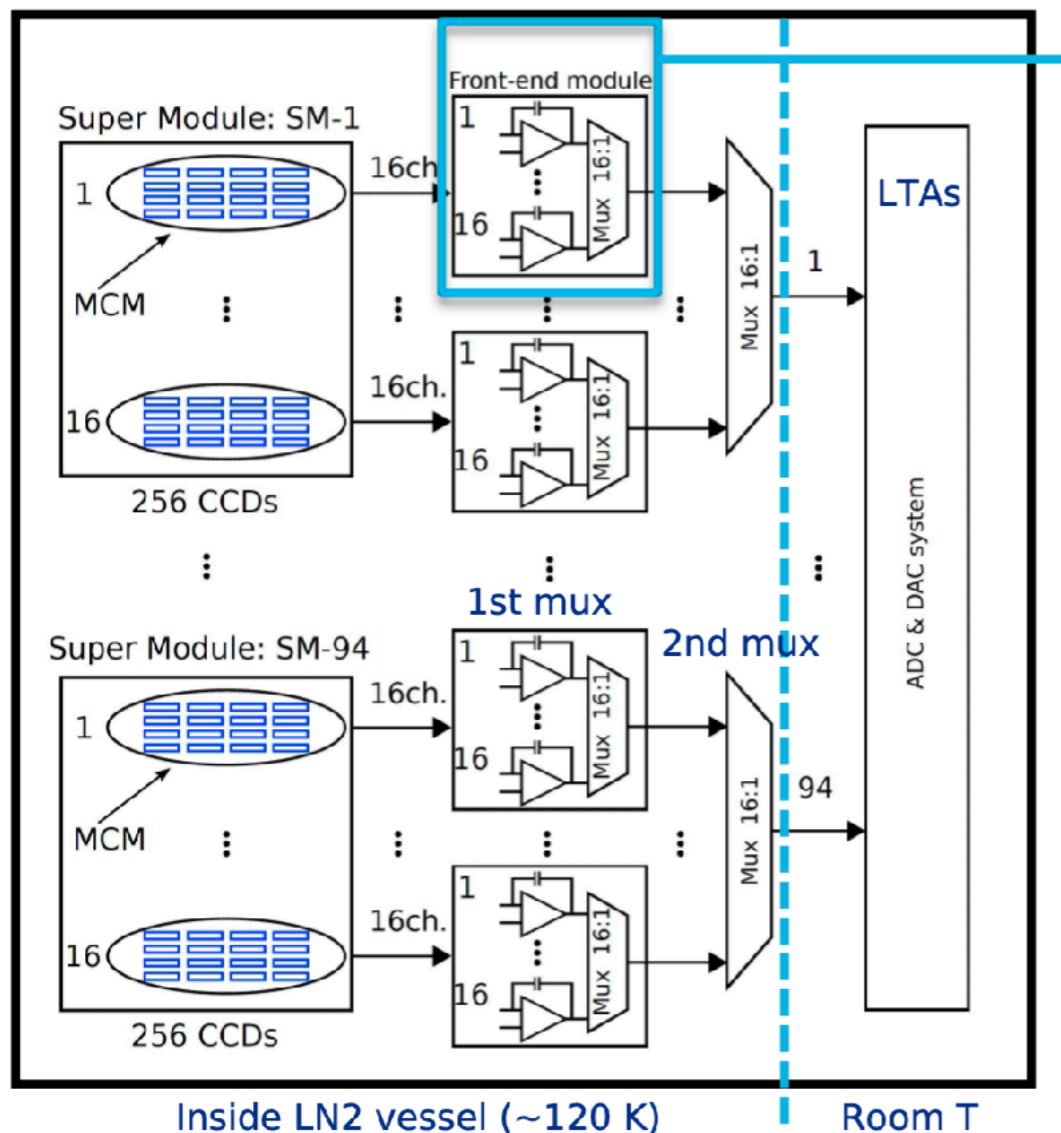 Front-end module
Super Module: SM-1
1
MCM
16
256 CCDs
16ch.
1
16
Mux 16:1
16ch.
1
16
Mux 16:1
Mux 16:1
1
LTAs
ADC & DAC system
1st mux
2nd mux
Super Module: SM-94
1
MCM
16
256 CCDs
16ch.
1
16
Mux 16:1
16ch.
1
16
Mux 16:1
Mux 16:1
94
Inside LN2 vessel (~120 K)
Room T